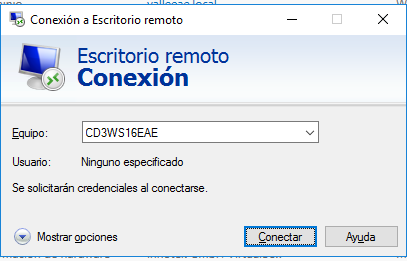 Conexión a Escritorio remoto
Escritorio remoto
Conexión
Equipo: CD3WS16EAE
Usuario: Ninguno especificado
Se solicitarán credenciales al conectarse.
Mostrar opciones Conectar Ayuda